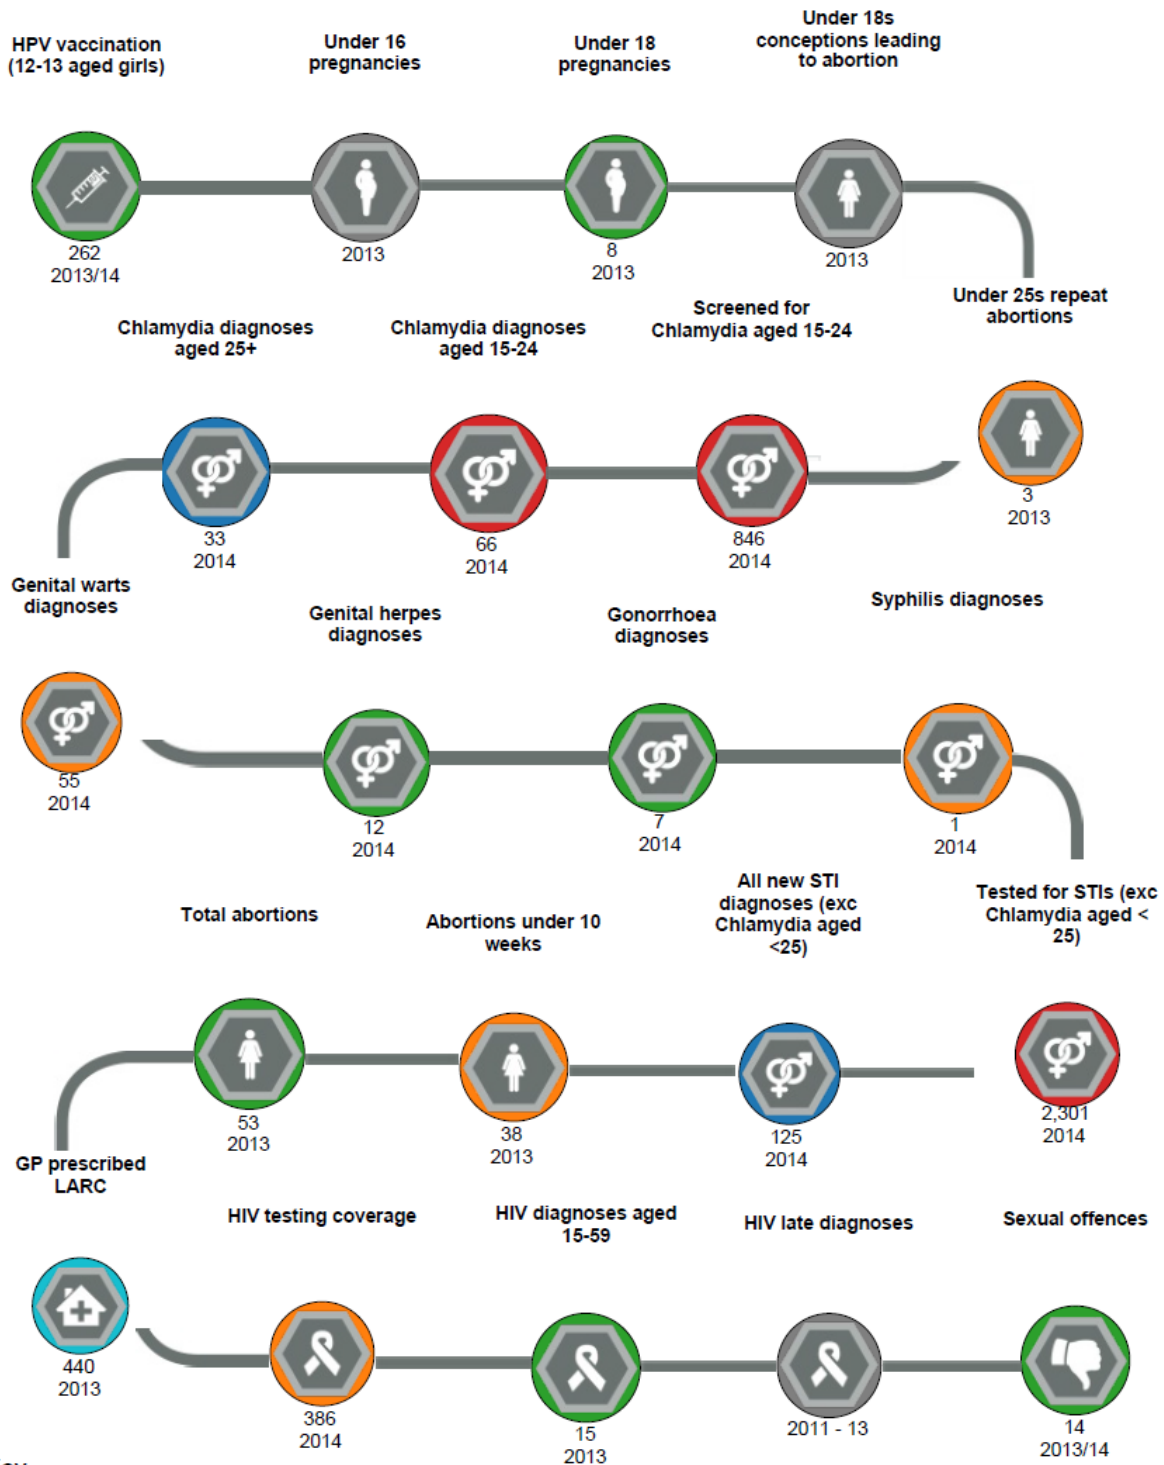 HPV vaccination
(12-13 aged girls)
Under 16
pregnancies
Under 18
pregnancies
Under 18s
conceptions leading
to abortion
262
2013/14
2013
8
2013
2013
Chlamydia diagnoses
aged 25+
Chlamydia diagnoses
aged 15-24
Screened for
Chlamydia aged 15-24
Under 25s repeat
abortions
33
2014
66
2014
846
2014
3
2013
Genital warts
diagnoses
Genital herpes
diagnoses
Gonorrhoea
diagnoses
Syphilis diagnoses
55
2014
12
2014
7
2014
1
2014
Total abortions
Abortions under 10
weeks
All new STI
diagnoses (exc
Chlamydia aged
<25)
Tested for STIs (exc
Chlamydia aged <
25)
53
2013
38
2013
125
2014
2,301
2014
GP prescribed
LARC
HIV testing coverage
HIV diagnoses aged
15-59
HIV late diagnoses
Sexual offences
440
2013
386
2014
15
2013
2011 - 13
14
2013/14